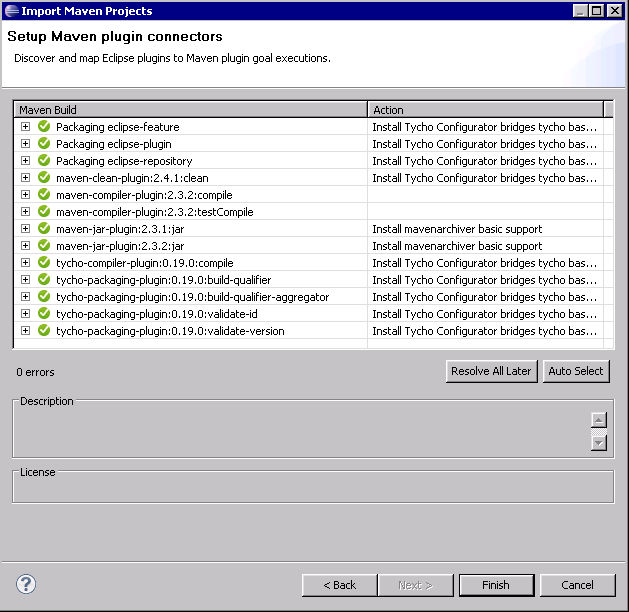 Import Maven Projects
Setup Maven plugin connectors
Discover and map Eclipse plugins to Maven plugin goal executions.
Maven Build Action
Packaging eclipse-feature Install Tycho Configurator bridges tycho bas...
Packaging eclipse-plugin Install Tycho Configurator bridges tycho bas...
Packaging eclipse-repository Install Tycho Configurator bridges tycho bas...
maven-clean-plugin:2.4.1:clean Install Tycho Configurator bridges tycho bas...
maven-compiler-plugin:2.3.2:compile
maven-compiler-plugin:2.3.2:testCompile
maven-jar-plugin:2.3.1:jar Install mavenarchiver basic support
maven-jar-plugin:2.3.2:jar Install mavenarchiver basic support
tycho-compiler-plugin:0.19.0:compile Install Tycho Configurator bridges tycho bas...
tycho-packaging-plugin:0.19.0:build-qualifier Install Tycho Configurator bridges tycho bas...
tycho-packaging-plugin:0.19.0:build-qualifier-aggregator Install Tycho Configurator bridges tycho bas...
tycho-packaging-plugin:0.19.0:validate-id Install Tycho Configurator bridges tycho bas...
tycho-packaging-plugin:0.19.0:validate-version Install Tycho Configurator bridges tycho bas...
0 errors Resolve All Later Auto Select
Description
License
? < Back Next > Finish Cancel